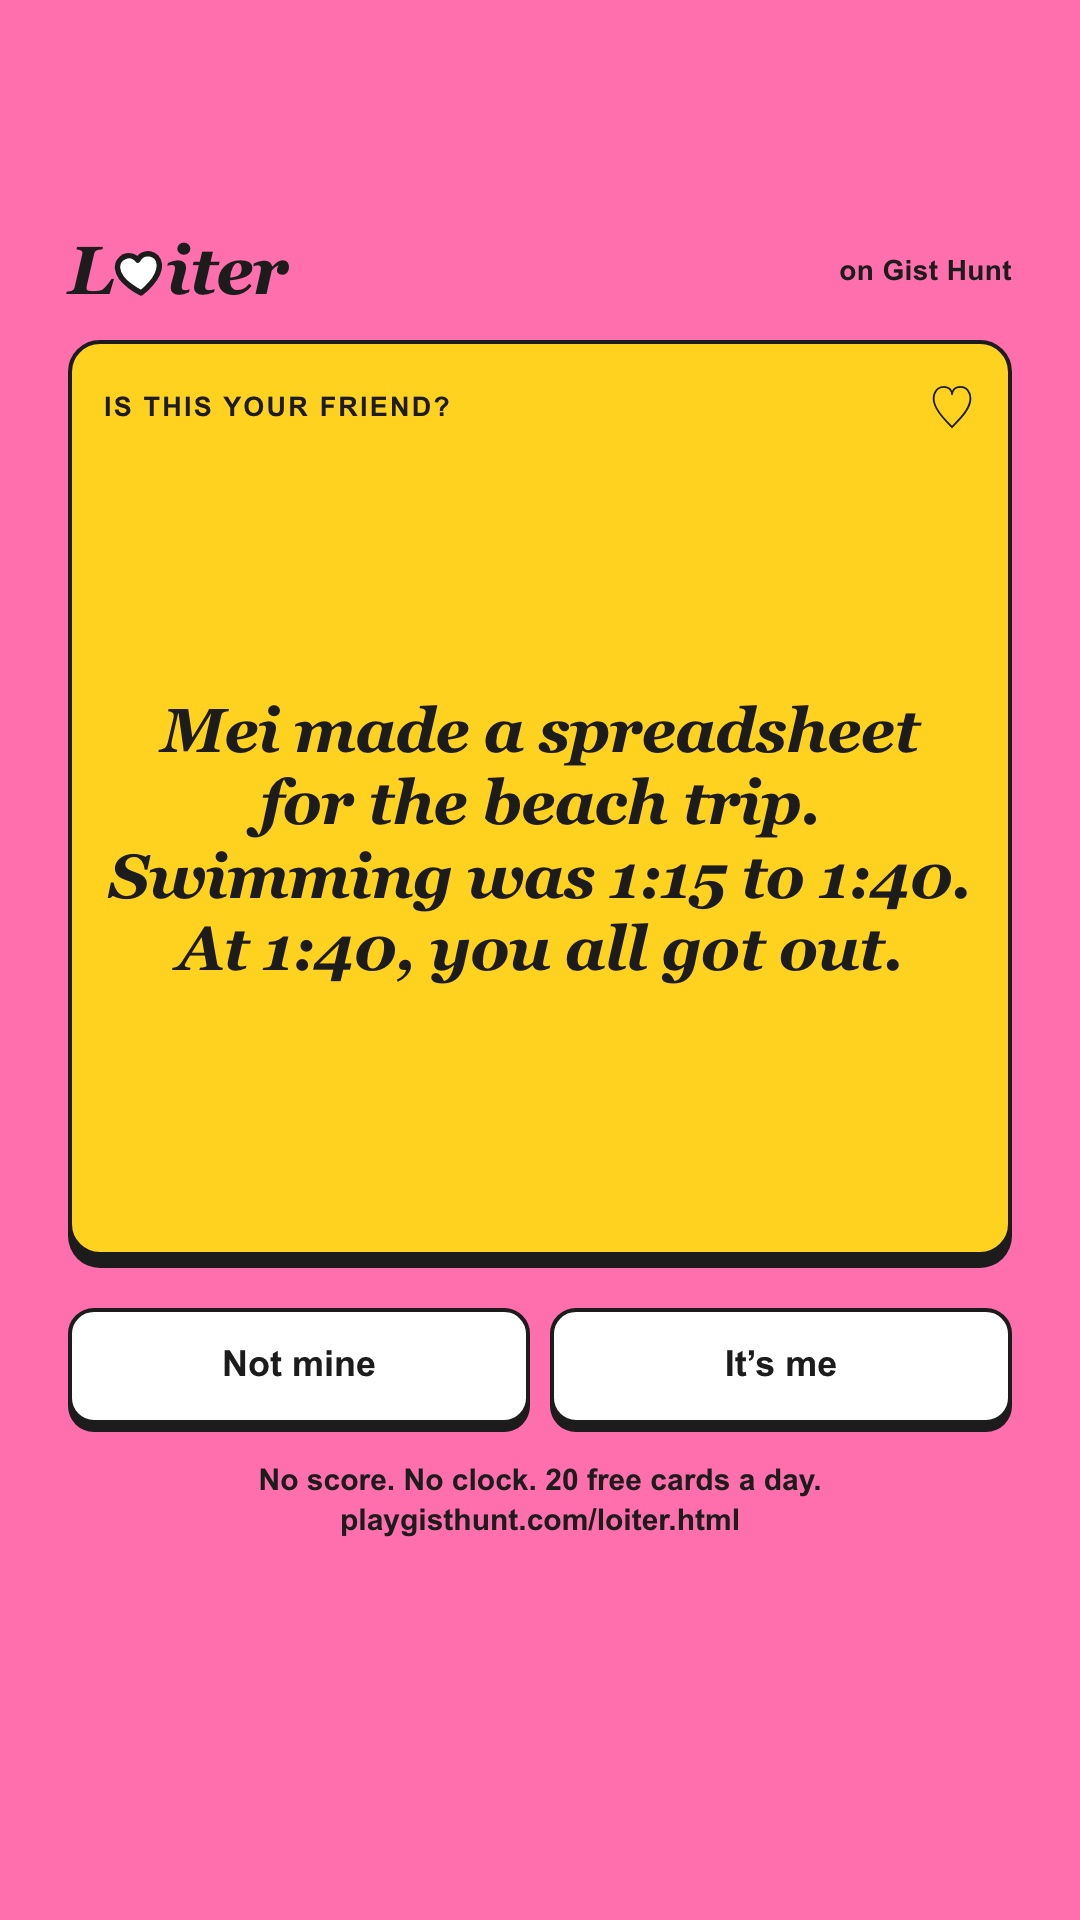 Loiter
on Gist Hunt
IS THIS YOUR FRIEND?
Mei made a spreadsheet
for the beach trip.
Swimming was 1:15 to 1:40.
At 1:40, you all got out.
Not mine
It’s me
No score. No clock. 20 free cards a day.
playgisthunt.com/loiter.html